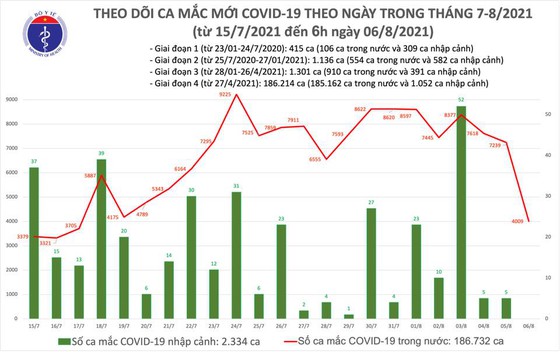 BỘ Y TẾ
MINISTRY OF HEALTH
THEO DÕI CA MẮC MỚI COVID-19 THEO NGÀY TRONG THÁNG 7-8/2021
(từ 15/7/2021 đến 6h ngày 06/8/2021)
- Giai đoạn 1 (từ 23/01-24/7/2020): 415 ca (106 ca trong nước và 309 ca nhập cảnh)
- Giai đoạn 2 (từ 25/7/2020-27/01/2021): 1.136 ca (554 ca trong nước và 582 ca nhập cảnh)
- Giai đoạn 3 (từ 28/01-26/4/2021): 1.301 ca (910 ca trong nước và 391 ca nhập cảnh)
- Giai đoạn 4 (từ 27/4/2021): 186.214 ca (185.162 ca trong nước và 1.052 ca nhập cảnh)
9000 8000 7000 6000 5000 4000 3000 2000 1000 0
60 50 40 30 20 10 0
3379 3321 3705 5887 4175 4789 5343 6164 7295 9225 7525 7859 7911 6555 7593 8622 8620 8597 7445 8377 7618 7239 4009
37 15 13 39 20 6 14 30 12 31 6 23 2 4 1 27 4 23 10 52 5 5
15/7 16/7 17/7 18/7 19/7 20/7 21/7 22/7 23/7 24/7 25/7 26/7 27/7 28/7 29/7 30/7 31/7 01/8 02/8 03/8 04/8 05/8 06/8
Số ca mắc COVID-19 nhập cảnh: 2.334 ca
Số ca mắc COVID-19 trong nước: 186.732 ca